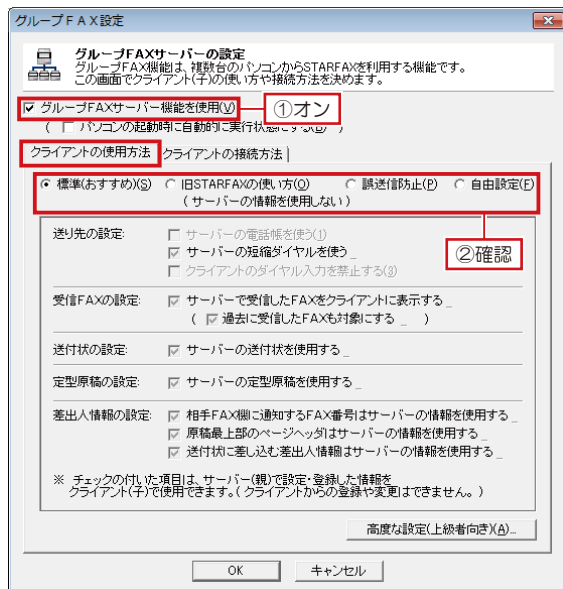 グループFAX設定
グループFAXサーバーの設定
グループFAX機能は、複数台のパソコンからSTARFAXを利用する機能です。
この画面でクライアント(子)の使い方や接続方法を決めます。
グループFAXサーバー機能を使用(V)
①オン
( パソコンの起動時に自動的に実行状態にする(B) )
クライアントの使用方法 クライアントの接続方法
標準(おすすめ)(S) 旧STARFAXの使い方(O) 誤送信防止(P) 自由設定(F)
(サーバーの情報を使用しない)
②確認
送り先の設定: サーバーの電話帳を使う(1)
サーバーの短縮ダイヤルを使う _
クライアントのダイヤル入力を禁止する(3)
受信FAXの設定: サーバーで受信したFAXをクライアントに表示する _
( 過去に受信したFAXも対象にする _ )
送付状の設定: サーバーの送付状を使用する _
定型原稿の設定: サーバーの定型原稿を使用する _
差出人情報の設定: 相手FAX機に通知するFAX番号はサーバーの情報を使用する _
原稿最上部のページヘッダはサーバーの情報を使用する _
送付状に差し込む差出人情報はサーバーの情報を使用する _
※ チェックの付いた項目は、サーバー(親)で設定・登録した情報を
クライアント(子)で使用できます。(クライアントからの登録や変更はできません。)
高度な設定(上級者向き)(A)...
OK キャンセル